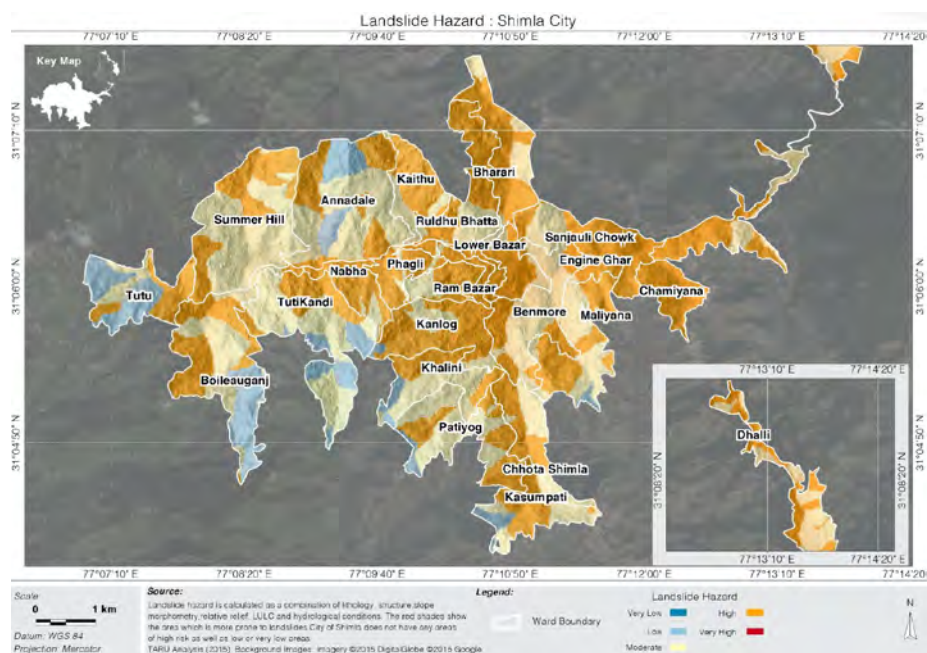 Landslide Hazard : Shimla City
77°07'10" E 77°08'20" E 77°09'40" E 77°10'50" E 77°12'00" E 77°13'10" E 77°14'20"
Key Map
31°07'10" N
31°07'10" N
Bharari
Kaithu
Annadale
Summer Hill
Ruldhu Bhatta
Sanjauli Chowk
Lower Bazar
Engine Ghar
Phagli
Nabha
31°06'00" N
31°06'00" N
Tutu
Ram Bazar
Chamiyana
TutiKandi
Benmore
Maliyana
Kanlog
Khalini
Boileauganj
77°13'10" E 77°14'20" E
Patiyog
Dhalli
31°04'50" N
31°04'50" N
31°08'20" N
31°08'20" N
Chhota Shimla
Kasumpati
77°13'10" E 77°14'20" E
77°07'10" E 77°08'20" E 77°09'40" E 77°10'50" E 77°12'00" E 77°13'10" E 77°14'20"
Scale
0 1 km
Datum: WGS 84
Projection: Mercator
Source:
Landslide hazard is calculated as a combination of lithology, structure, slope
morphometry, relative relief, LULC and hydrological conditions. The red shades show
the area which is more prone to landslides. City of Shimla does not have any areas
of high risk as well as low or very low areas.
TARU Analysis (2015). Background Images: Imagery ©2015 DigitalGlobe ©2015 Google
Legend:
Ward Boundary
Landslide Hazard
Very Low High
Low Very High
Moderate
N